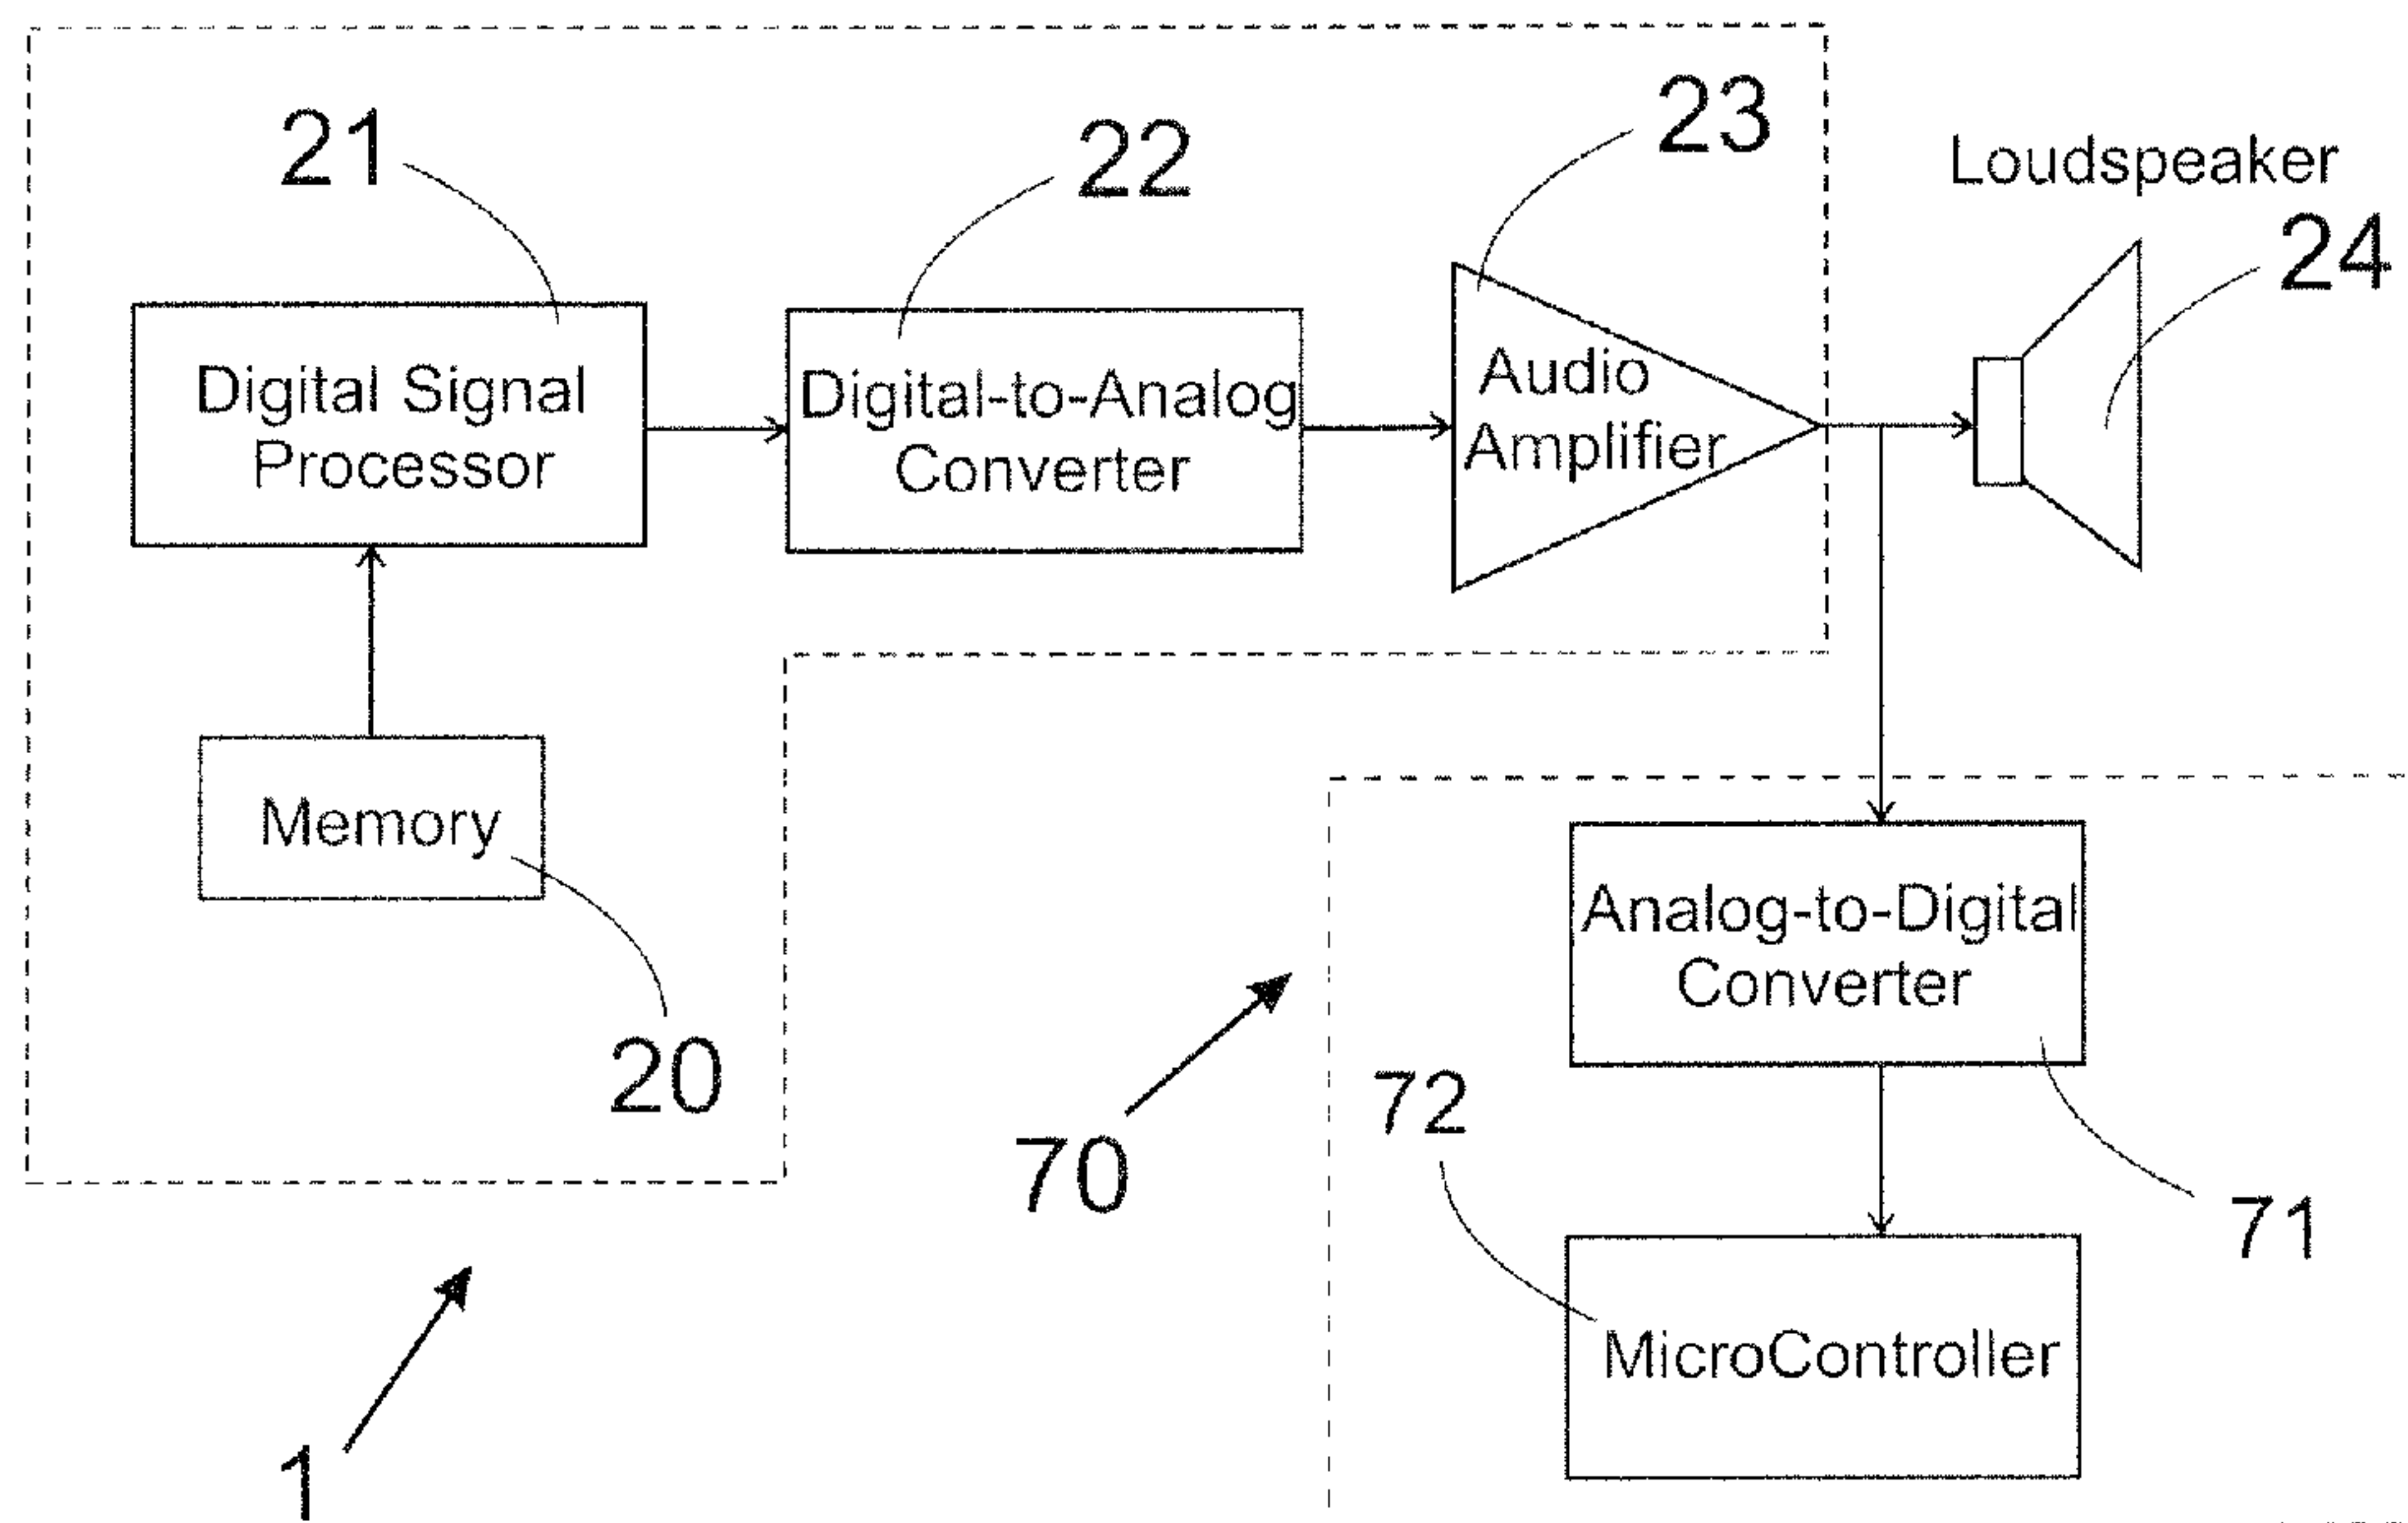 21
22
23
Loudspeaker
24
Digital Signal
Processor
Digital-to-Analog
Converter
Audio
Amplifier
Memory
20
Analog-to-Digital
Converter
70
72
71
MicroController
1